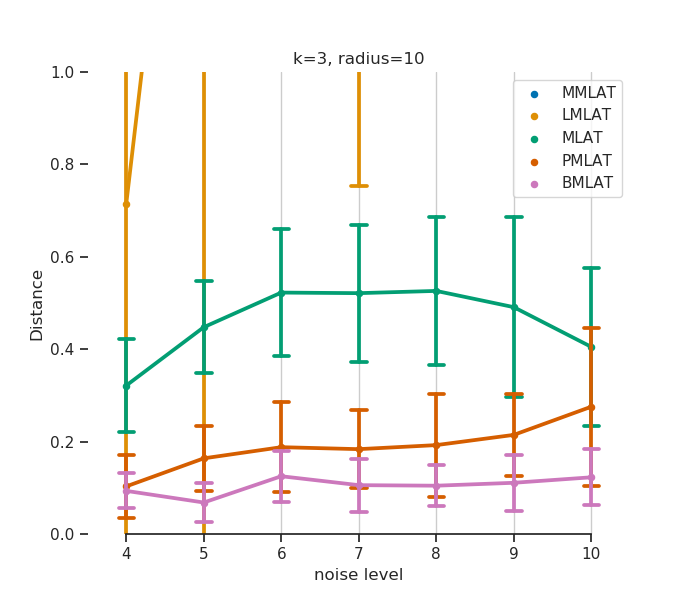 k=3, radius=10
1.0
0.8
0.6
0.4
0.2
0.0
Distance
MMLAT
LMLAT
MLAT
PMLAT
BMLAT
4 5 6 7 8 9 10
noise level